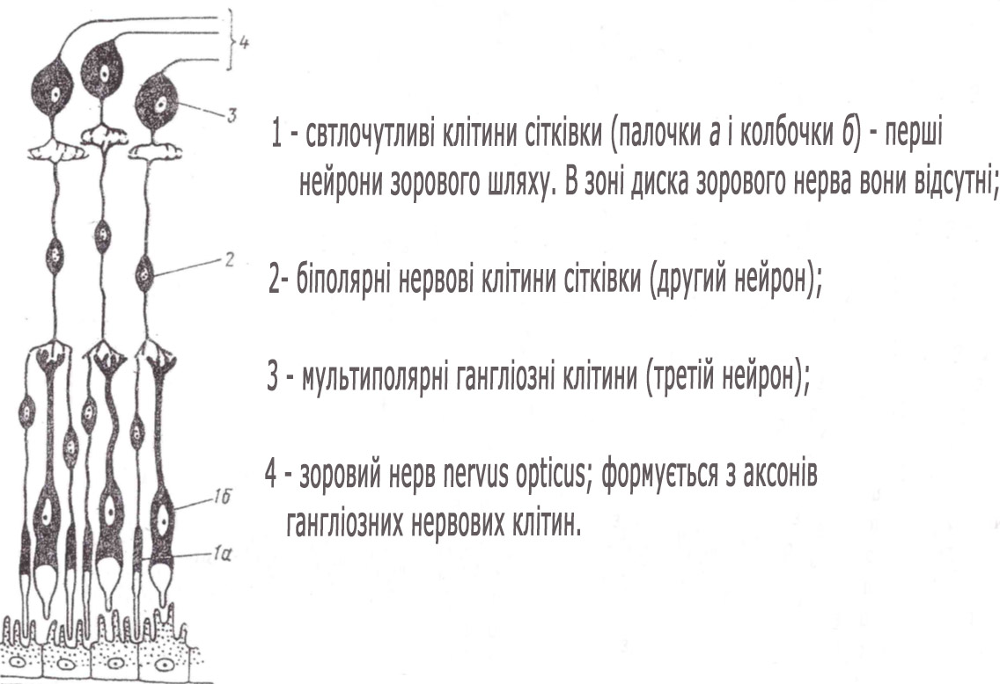 4
3
2
1б
1а
1 - свтлочутливі клітини сітківки (палочки а і колбочки б) - перші
нейрони зорового шляху. В зоні диска зорового нерва вони відсутні;
2- біполярні нервові клітини сітківки (другий нейрон);
3 - мультиполярні гангліозні клітини (третій нейрон);
4 - зоровий нерв nervus opticus; формується з аксонів
гангліозних нервових клітин.